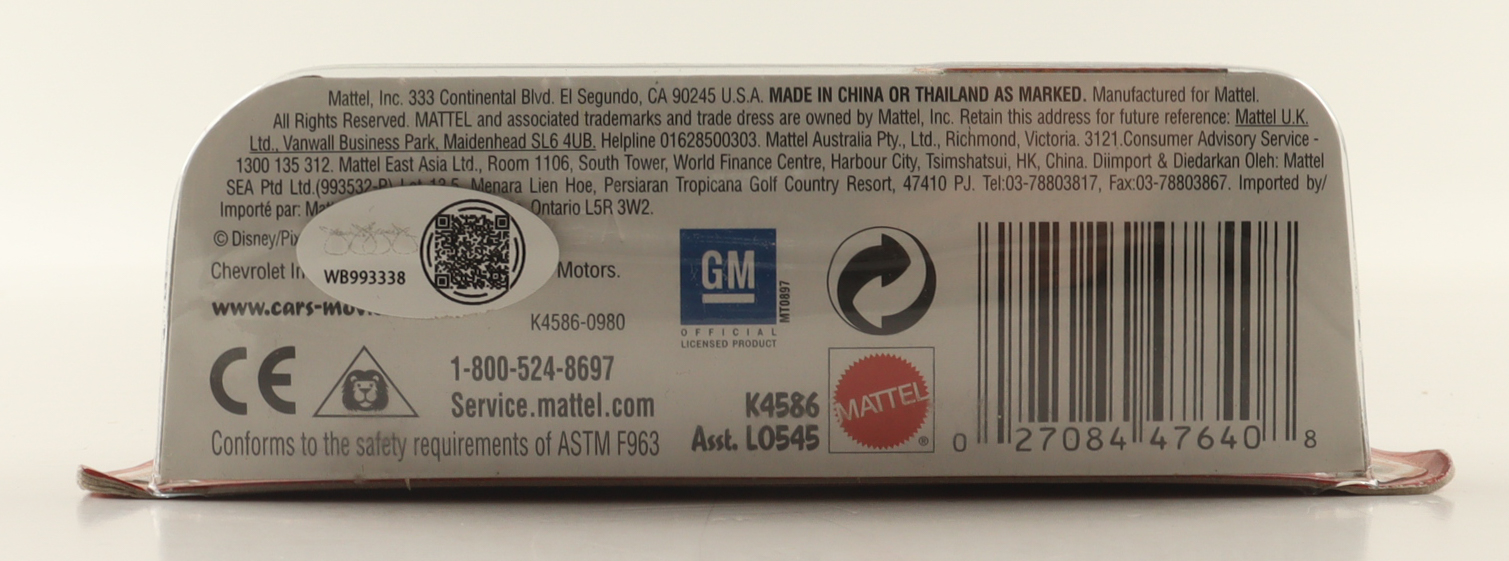 Mattel, Inc. 333 Continental Blvd. El Segundo, CA 90245 U.S.A. MADE IN CHINA OR THAILAND AS MARKED. Manufactured for Mattel.
All Rights Reserved. MATTEL and associated trademarks and trade dress are owned by Mattel, Inc. Retain this address for future reference: Mattel U.K.
Ltd., Vanwall Business Park, Maidenhead SL6 4UB. Helpline 01628500303. Mattel Australia Pty., Ltd., Richmond, Victoria. 3121.Consumer Advisory Service -
1300 135 312. Mattel East Asia Ltd., Room 1106, South Tower, World Finance Centre, Harbour City, Tsimshatsui, HK, China. Diimport & Diedarkan Oleh: Mattel
SEA Ptd Ltd.(993532-P) Menara Lien Hoe, Persiaran Tropicana Golf Country Resort, 47410 PJ. Tel:03-78803817, Fax:03-78803867. Imported by/
Importé par: Ontario L5R 3W2.
© Disney/Pix
Chevrolet Motors.
WB993338
www.cars-mov
K4586-0980
GM
MT0897
OFFICIAL
LICENSED PRODUCT
CE
1-800-524-8697
Service.mattel.com
Conforms to the safety requirements of ASTM F963
K4586
Asst. L0545
MATTEL
®
0 27084 47640 8